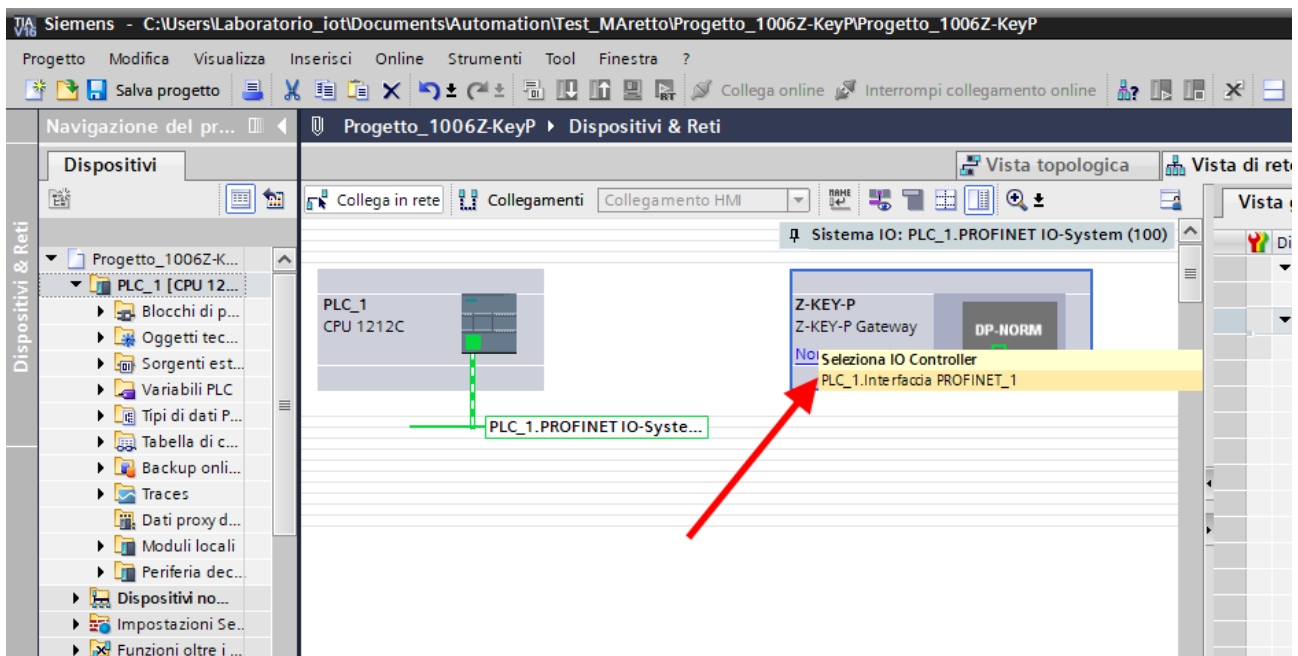 TIA V16 Siemens - C:\Users\Laboratorio_iot\Documents\Automation\Test_MAretto\Progetto_1006Z-KeyP\Progetto_1006Z-KeyP
Progetto Modifica Visualizza Inserisci Online Strumenti Tool Finestra ?
Salva progetto Collega online Interrompi collegamento online
Navigazione del pr... Progetto_1006Z-KeyP Dispositivi & Reti
Dispositivi
Vista topologica Vista di rete
Collega in rete Collegamenti Collegamento HMI
Vista
Dispositivi & Reti
Sistema IO: PLC_1.PROFINET IO-System (100)
Di
Progetto_1006Z-K...
PLC_1 [CPU 12...
Blocchi di p...
Oggetti tec...
Sorgenti est...
Variabili PLC
Tipi di dati P...
Tabella di c...
Backup onli...
Traces
Dati proxy d...
Moduli locali
Periferia dec...
Dispositivi no...
Impostazioni Se..
Funzioni oltre i ...
PLC_1
CPU 1212C
Z-KEY-P
Z-KEY-P Gateway
DP-NORM
Seleziona IO Controller
PLC_1.Interfaccia PROFINET_1
PLC_1.PROFINET IO-Syste...